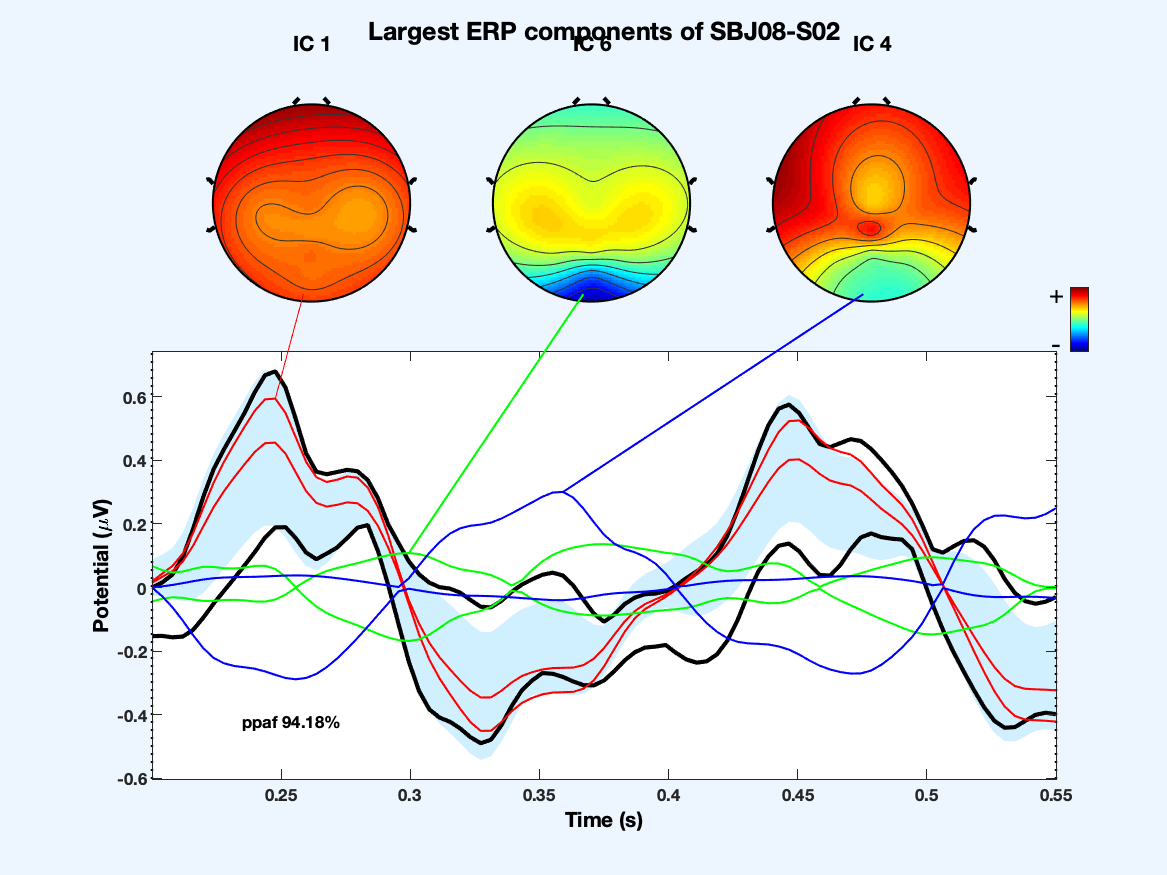 Largest ERP components of SBJ08-S02
IC 1
IC 6
IC 4
+
-
0.6
0.4
0.2
0
-0.2
-0.4
-0.6
Potential (μV)
ppaf 94.18%
0.25
0.3
0.35
0.4
0.45
0.5
0.55
Time (s)